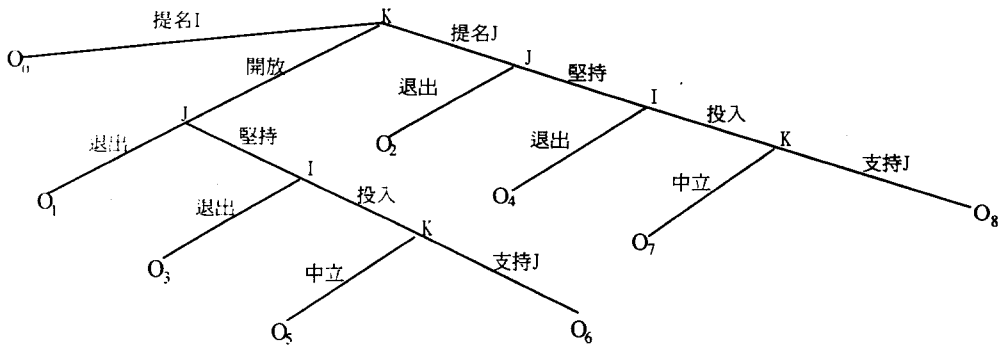 K
提名I
提名J
O₀
開放
J
退出
堅持
I
J
退出
堅持
O₂
投入
退出
K
I
支持J
O₁
退出
投入
中立
O₄
O₈
K
O₃
中立
支持J
O₇
O₅
O₆